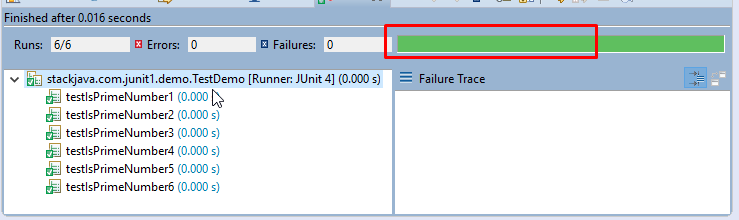 Finished after 0.016 seconds
Runs: 6/6 Errors: 0 Failures: 0
stackjava.com.junit1.demo.TestDemo [Runner: JUnit 4] (0.000 s)
testIsPrimeNumber1 (0.000
testIsPrimeNumber2 (0.000 s)
testIsPrimeNumber3 (0.000 s)
testIsPrimeNumber4 (0.000 s)
testIsPrimeNumber5 (0.000 s)
testIsPrimeNumber6 (0.000 s)
Failure Trace